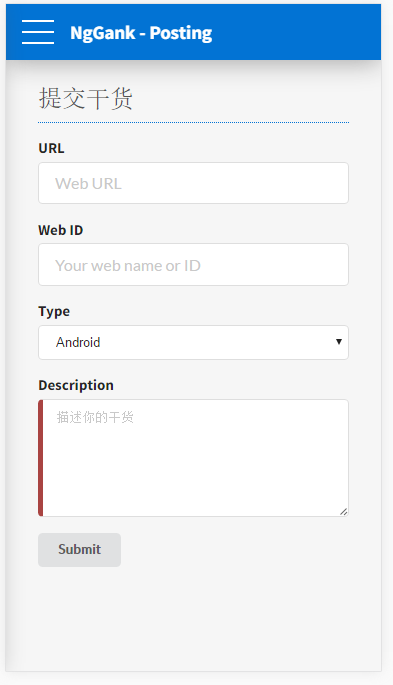 NgGank - Posting
提交干货
URL
Web URL
Web ID
Your web name or ID
Type
Android
Description
描述你的干货
Submit